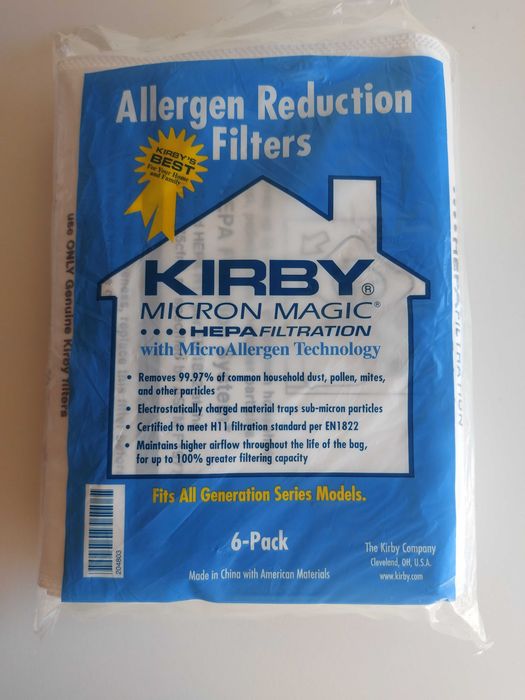 Allergen Reduction
Filters
KIRBY'S
BEST
For Your Home
and Family
KIRBY®
MICRON MAGIC®
••••HEPAFILTRATION
with MicroAllergen Technology
• Removes 99.97% of common household dust, pollen, mites,
and other particles
• Electrostatically charged material traps sub-micron particles
• Certified to meet H11 filtration standard per EN1822
• Maintains higher airflow throughout the life of the bag,
for up to 100% greater filtering capacity
Fits All Generation Series Models.
6-Pack
The Kirby Company
Cleveland, OH, U.S.A.
www.kirby.com
Made in China with American Materials
204803
use ONLY Genuine Kirby filters
••••HEPAFILTRATION